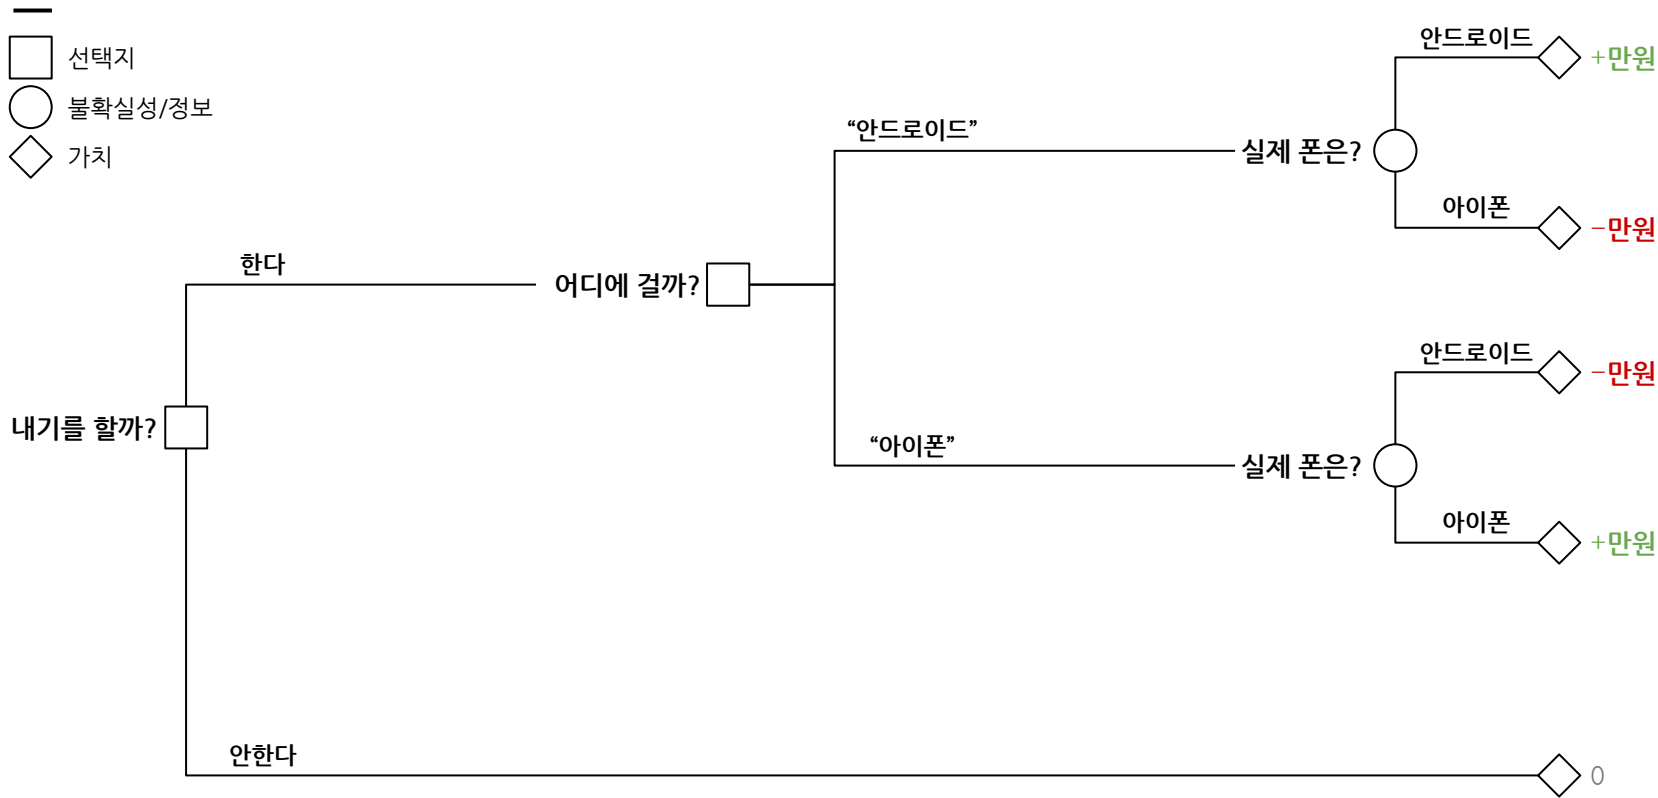 선택지
불확실성/정보
가치
안드로이드
+만원
“안드로이드”
실제 폰은?
아이폰
−만원
한다
어디에 걸까?
안드로이드
−만원
내기를 할까?
“아이폰”
실제 폰은?
아이폰
+만원
안한다
0